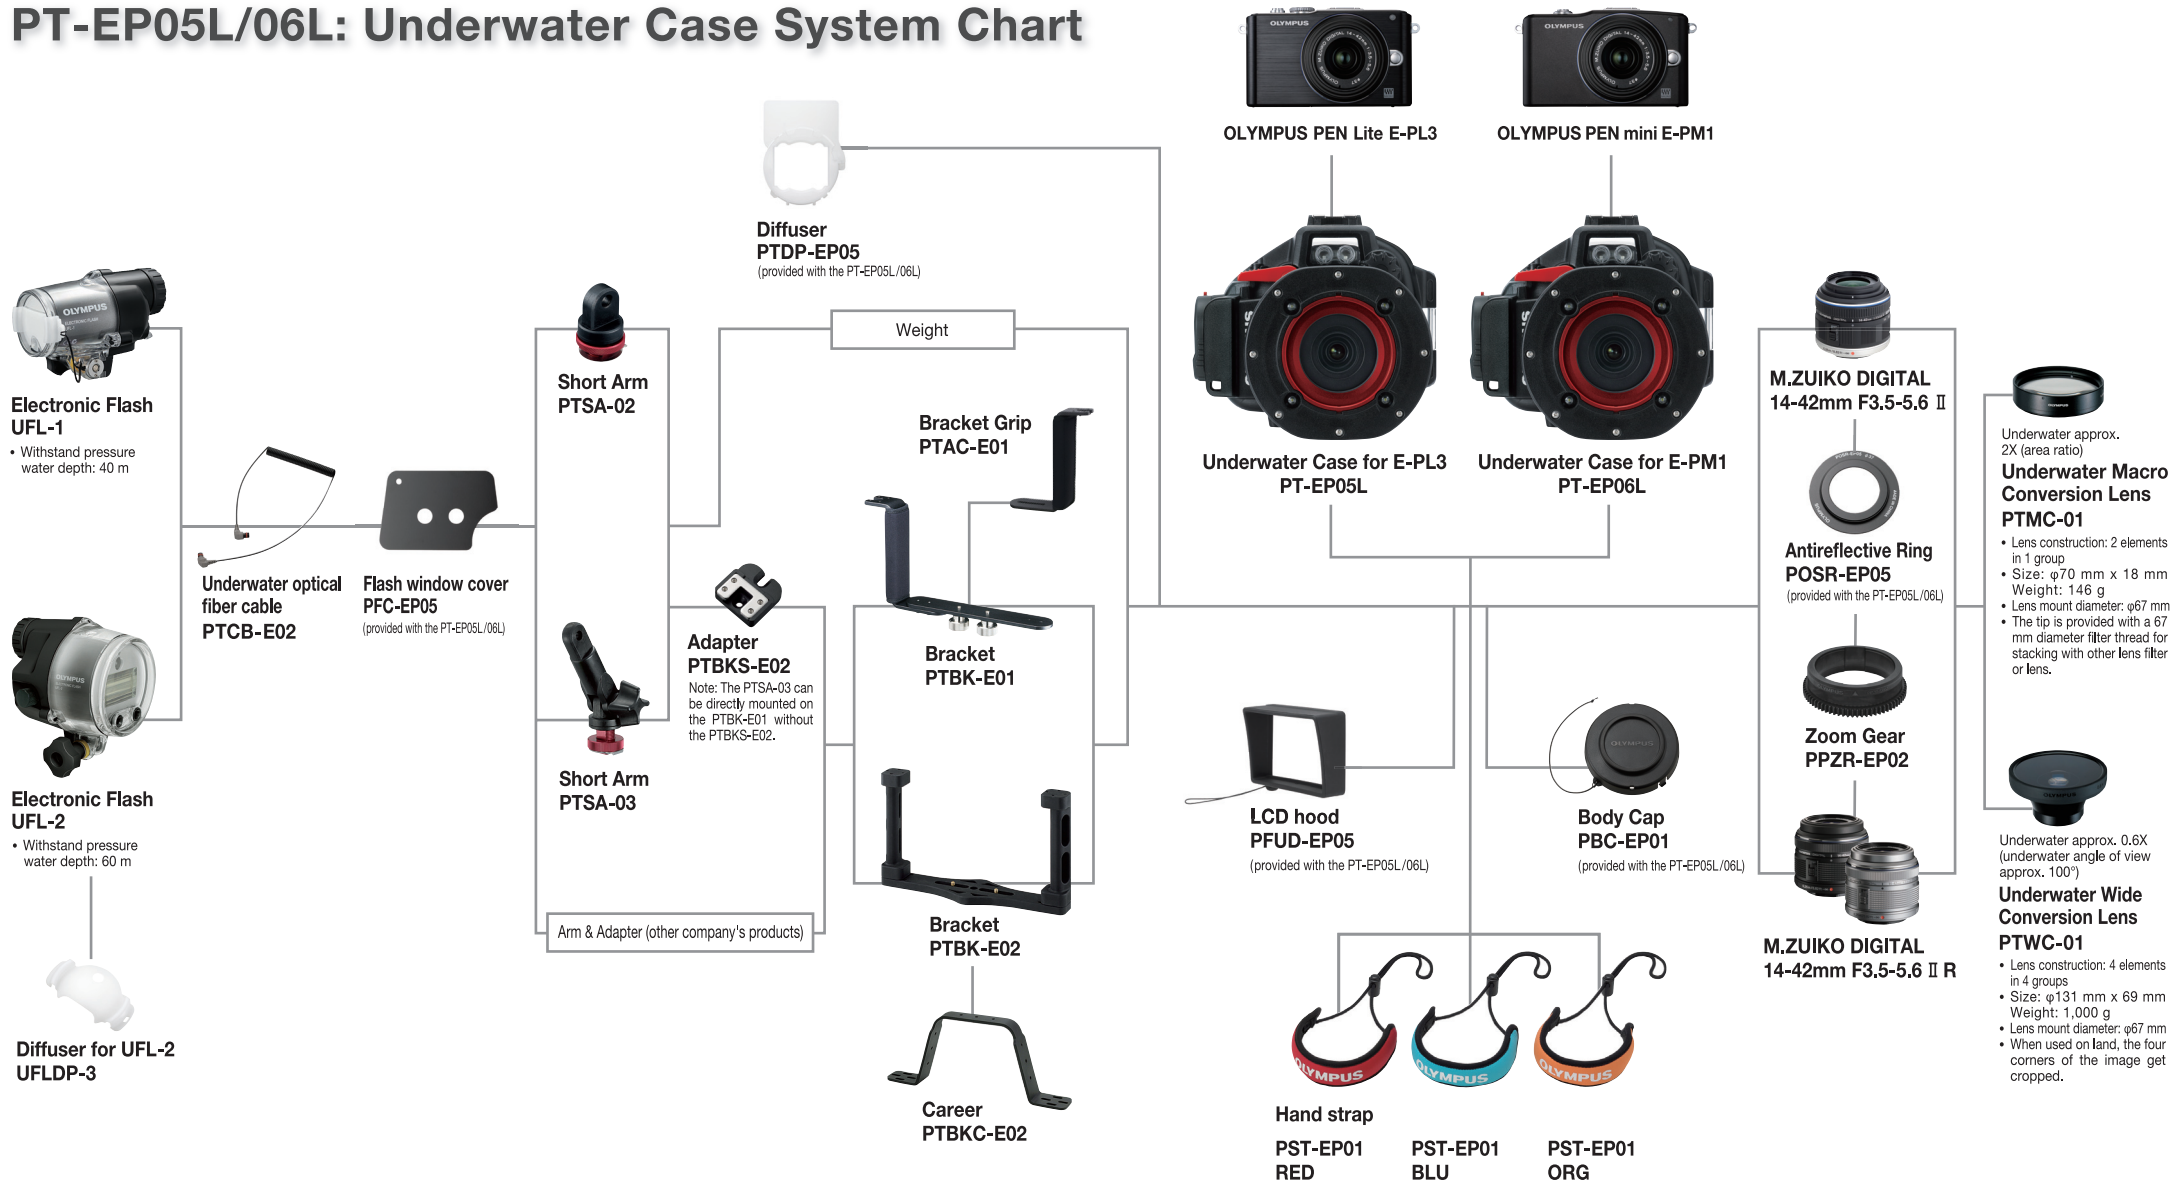 PT-EP05L/06L: Underwater Case System Chart
OLYMPUS
OLYMPUS
OLYMPUS PEN Lite E-PL3
OLYMPUS PEN mini E-PM1
Diffuser
PTDP-EP05
(provided with the PT-EP05L/06L)
OLYMPUS
ELECTRONIC FLASH
Electronic Flash
UFL-1
• Withstand pressure
water depth: 40 m
Short Arm
PTSA-02
Weight
Bracket Grip
PTAC-E01
Underwater Case for E-PL3
PT-EP05L
Underwater Case for E-PM1
PT-EP06L
M.ZUIKO DIGITAL
14-42mm F3.5-5.6 II
OLYMPUS
Underwater approx.
2X (area ratio)
Underwater Macro
Conversion Lens
PTMC-01
• Lens construction: 2 elements
in 1 group
• Size: φ70 mm x 18 mm
Weight: 146 g
• Lens mount diameter: φ67 mm
• The tip is provided with a 67
mm diameter filter thread for
stacking with other lens filter
or lens.
Underwater optical
fiber cable
PTCB-E02
Flash window cover
PFC-EP05
(provided with the PT-EP05L/06L)
Antireflective Ring
POSR-EP05
(provided with the PT-EP05L/06L)
Adapter
PTBKS-E02
Note: The PTSA-03 can
be directly mounted on
the PTBK-E01 without
the PTBKS-E02.
Bracket
PTBK-E01
OLYMPUS
Electronic Flash
UFL-2
• Withstand pressure
water depth: 60 m
Short Arm
PTSA-03
Zoom Gear
PPZR-EP02
LCD hood
PFUD-EP05
(provided with the PT-EP05L/06L)
OLYMPUS
Body Cap
PBC-EP01
(provided with the PT-EP05L/06L)
OLYMPUS
Underwater approx. 0.6X
(underwater angle of view
approx. 100°)
Underwater Wide
Conversion Lens
PTWC-01
• Lens construction: 4 elements
in 4 groups
• Size: φ131 mm x 69 mm
Weight: 1,000 g
• Lens mount diameter: φ67 mm
• When used on land, the four
corners of the image get
cropped.
Arm & Adapter (other company's products)
Bracket
PTBK-E02
M.ZUIKO DIGITAL
14-42mm F3.5-5.6 II R
Diffuser for UFL-2
UFLDP-3
Career
PTBKC-E02
OLYMPUS
OLYMPUS
OLYMPUS
Hand strap
PST-EP01
RED
PST-EP01
BLU
PST-EP01
ORG